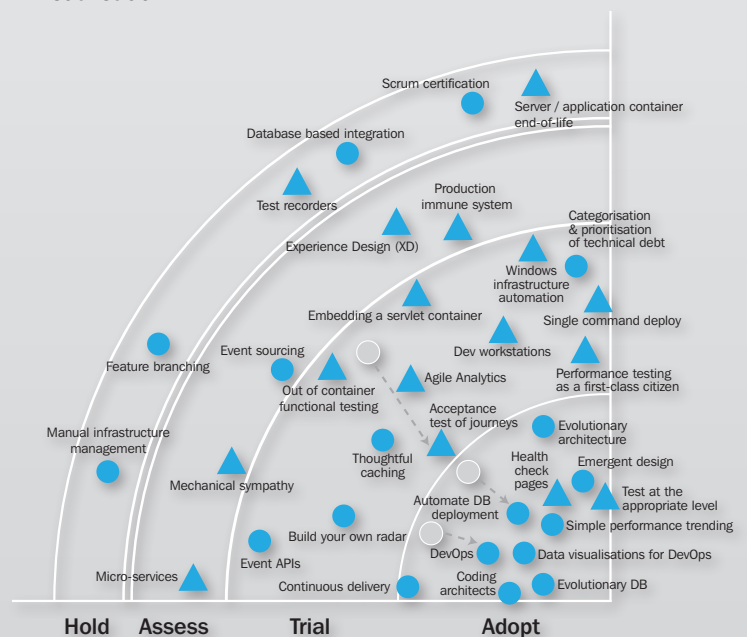 Scrum certification
Server / application container
end-of-life
Database based integration
Test recorders
Production
immune system
Experience Design (XD)
Categorisation
& prioritisation
of technical debt
Windows
infrastructure
automation
Embedding a servlet container
Single command deploy
Dev workstations
Feature branching
Event sourcing
Out of container
functional testing
Agile Analytics
Performance testing
as a first-class citizen
Acceptance
test of journeys
Manual infrastructure
management
Evolutionary
architecture
Thoughtful
caching
Health
check
pages
Emergent design
Mechanical sympathy
Automate DB
deployment
Test at the
appropriate level
Build your own radar
Simple performance trending
Event APIs
DevOps
Data visualisations for DevOps
Micro-services
Continuous delivery
Coding
architects
Evolutionary DB
Hold
Assess
Trial
Adopt